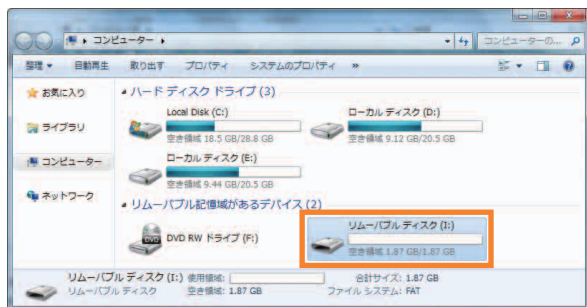 コンピューター
コンピューターの...
整理
自動再生
取り出す
プロパティ
システムのプロパティ
»
お気に入り
ライブラリ
コンピューター
ネットワーク
ハード ディスク ドライブ (3)
Local Disk (C:)
空き領域 18.5 GB/28.8 GB
ローカル ディスク (D:)
空き領域 9.12 GB/20.5 GB
ローカル ディスク (E:)
空き領域 9.44 GB/20.5 GB
リムーバブル記憶域があるデバイス (2)
DVD
DVD RW ドライブ (F:)
リムーバブル ディスク (I:)
空き領域 1.87 GB/1.87 GB
リムーバブル ディスク (I:) 使用領域: 合計サイズ: 1.87 GB
リムーバブル ディスク 空き領域: 1.87 GB ファイル システム: FAT